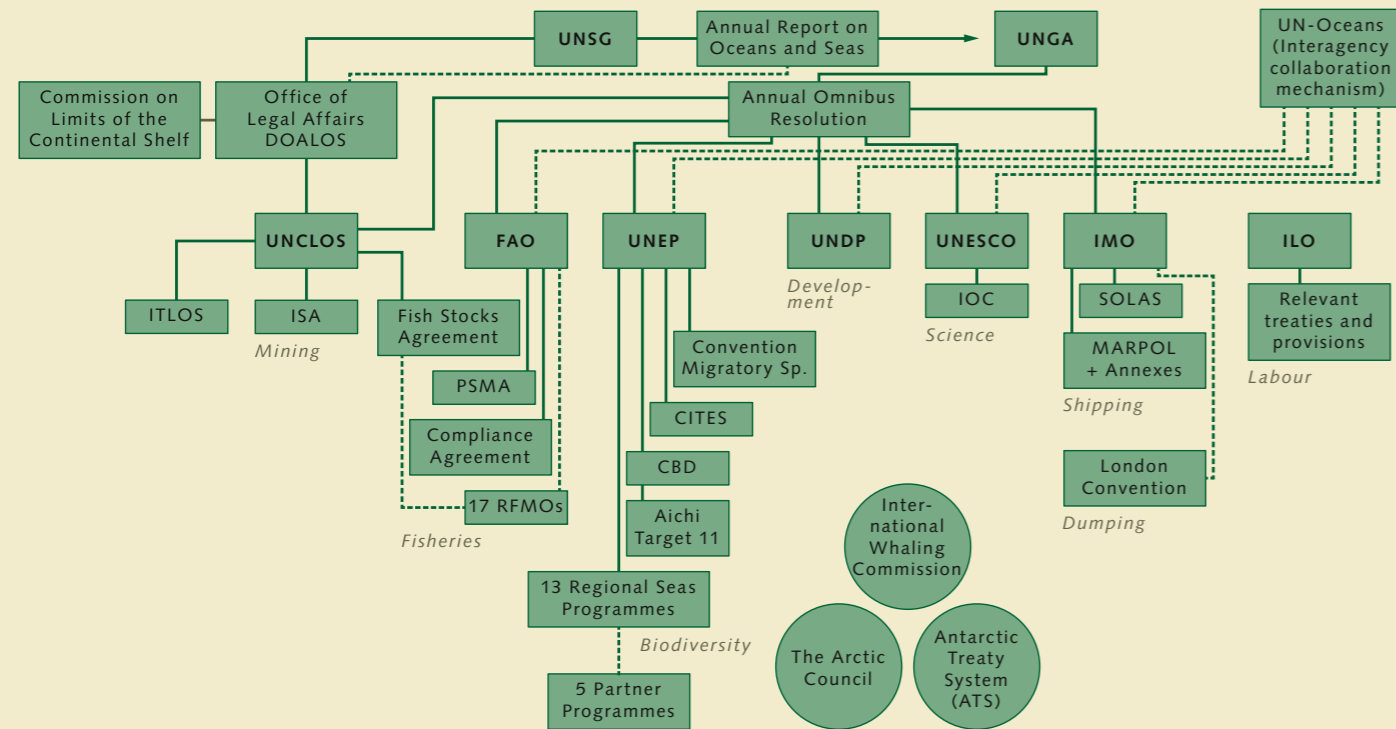 UNSG
Annual Report on
Oceans and Seas
UNGA
UN-Oceans
(Interagency
collaboration
mechanism)
Commission on
Limits of the
Continental Shelf
Office of
Legal Affairs
DOALOS
Annual Omnibus
Resolution
UNCLOS
FAO
UNEP
UNDP
UNESCO
IMO
ILO
Develop-
ment
ITLOS
ISA
Mining
Fish Stocks
Agreement
IOC
Science
SOLAS
Relevant
treaties and
provisions
Labour
Convention
Migratory Sp.
MARPOL
+ Annexes
Shipping
PSMA
CITES
Compliance
Agreement
CBD
London
Convention
Dumping
17 RFMOs
Fisheries
Aichi
Target 11
Inter-
national
Whaling
Commission
13 Regional Seas
Programmes
Biodiversity
The Arctic
Council
Antarctic
Treaty
System
(ATS)
5 Partner
Programmes